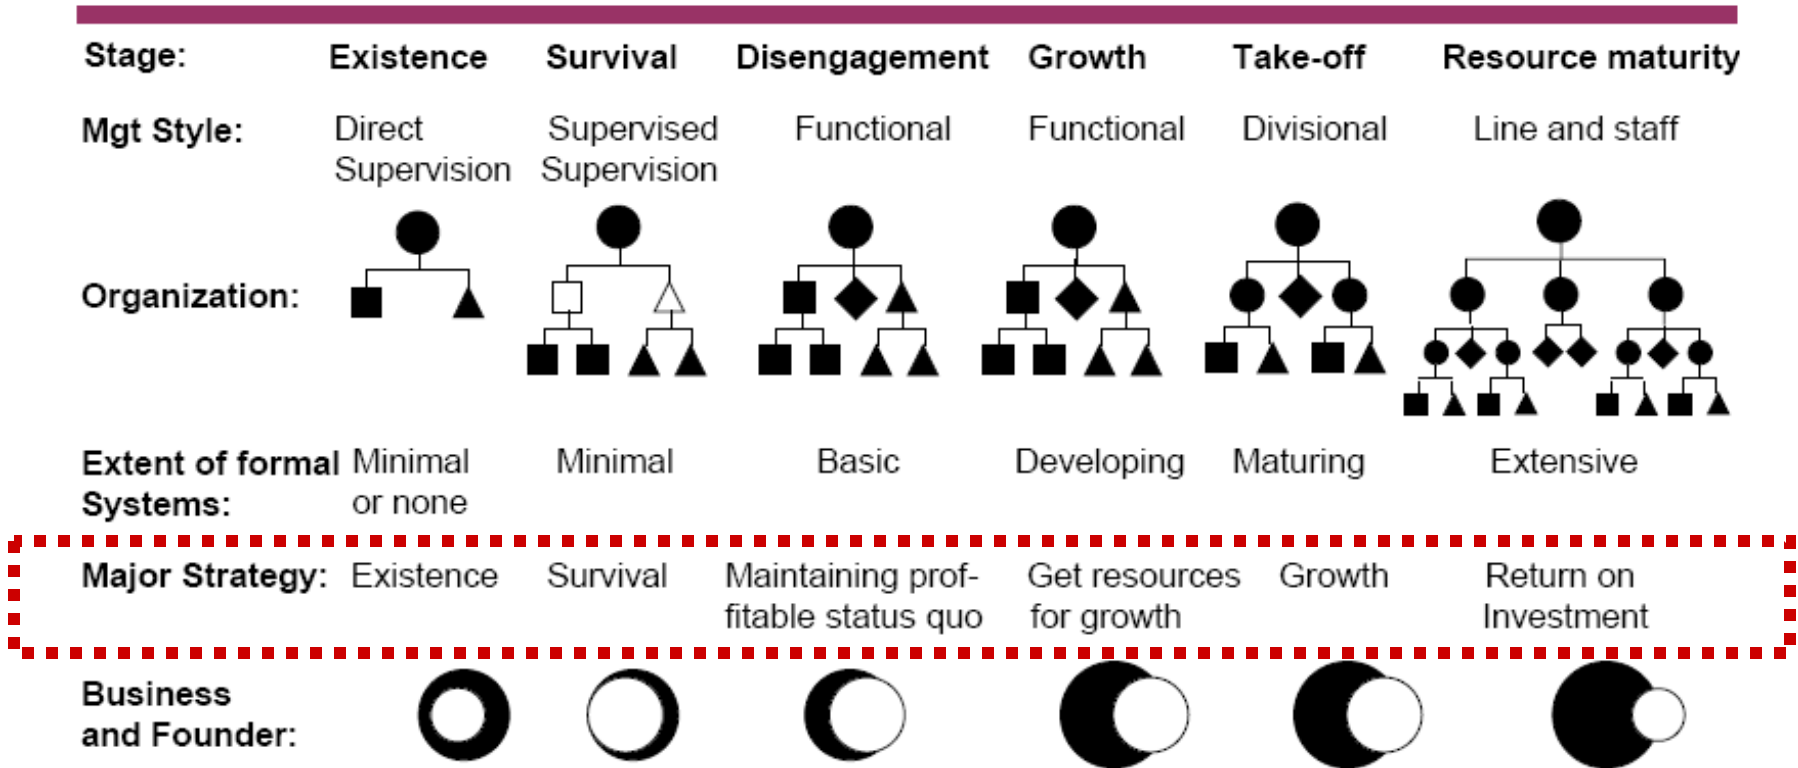 Stage: Existence Survival Disengagement Growth Take-off Resource maturity
Mgt Style: Direct Supervised Functional Functional Divisional Line and staff
Supervision Supervision
Organization:
Extent of formal Minimal Minimal Basic Developing Maturing Extensive
Systems: or none
Major Strategy: Existence Survival Maintaining prof- Get resources Growth Return on
fitable status quo for growth Investment
Business
and Founder: